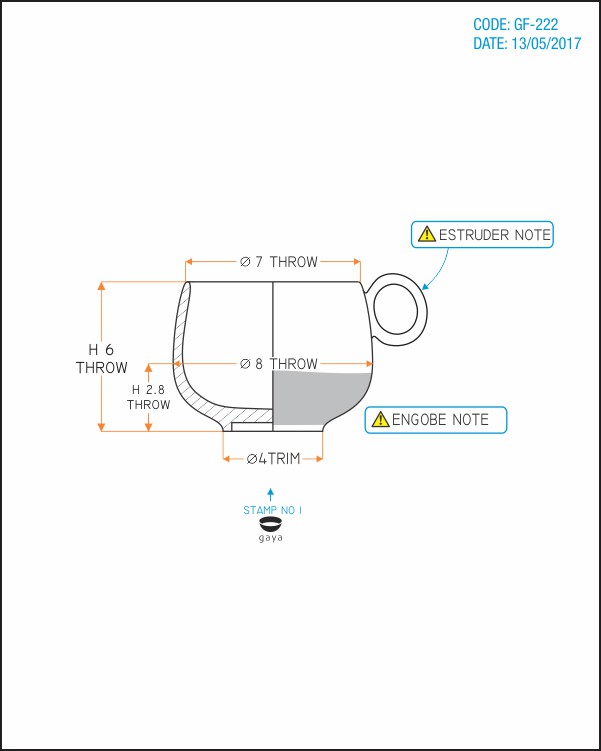 CODE: GF-222
DATE: 13/05/2017
ESTRUDER NOTE
Ø 7 THROW
H 6
THROW
Ø 8 THROW
H 2.8
THROW
ENGOBE NOTE
Ø4TRIM
STAMP NO 1
gaya